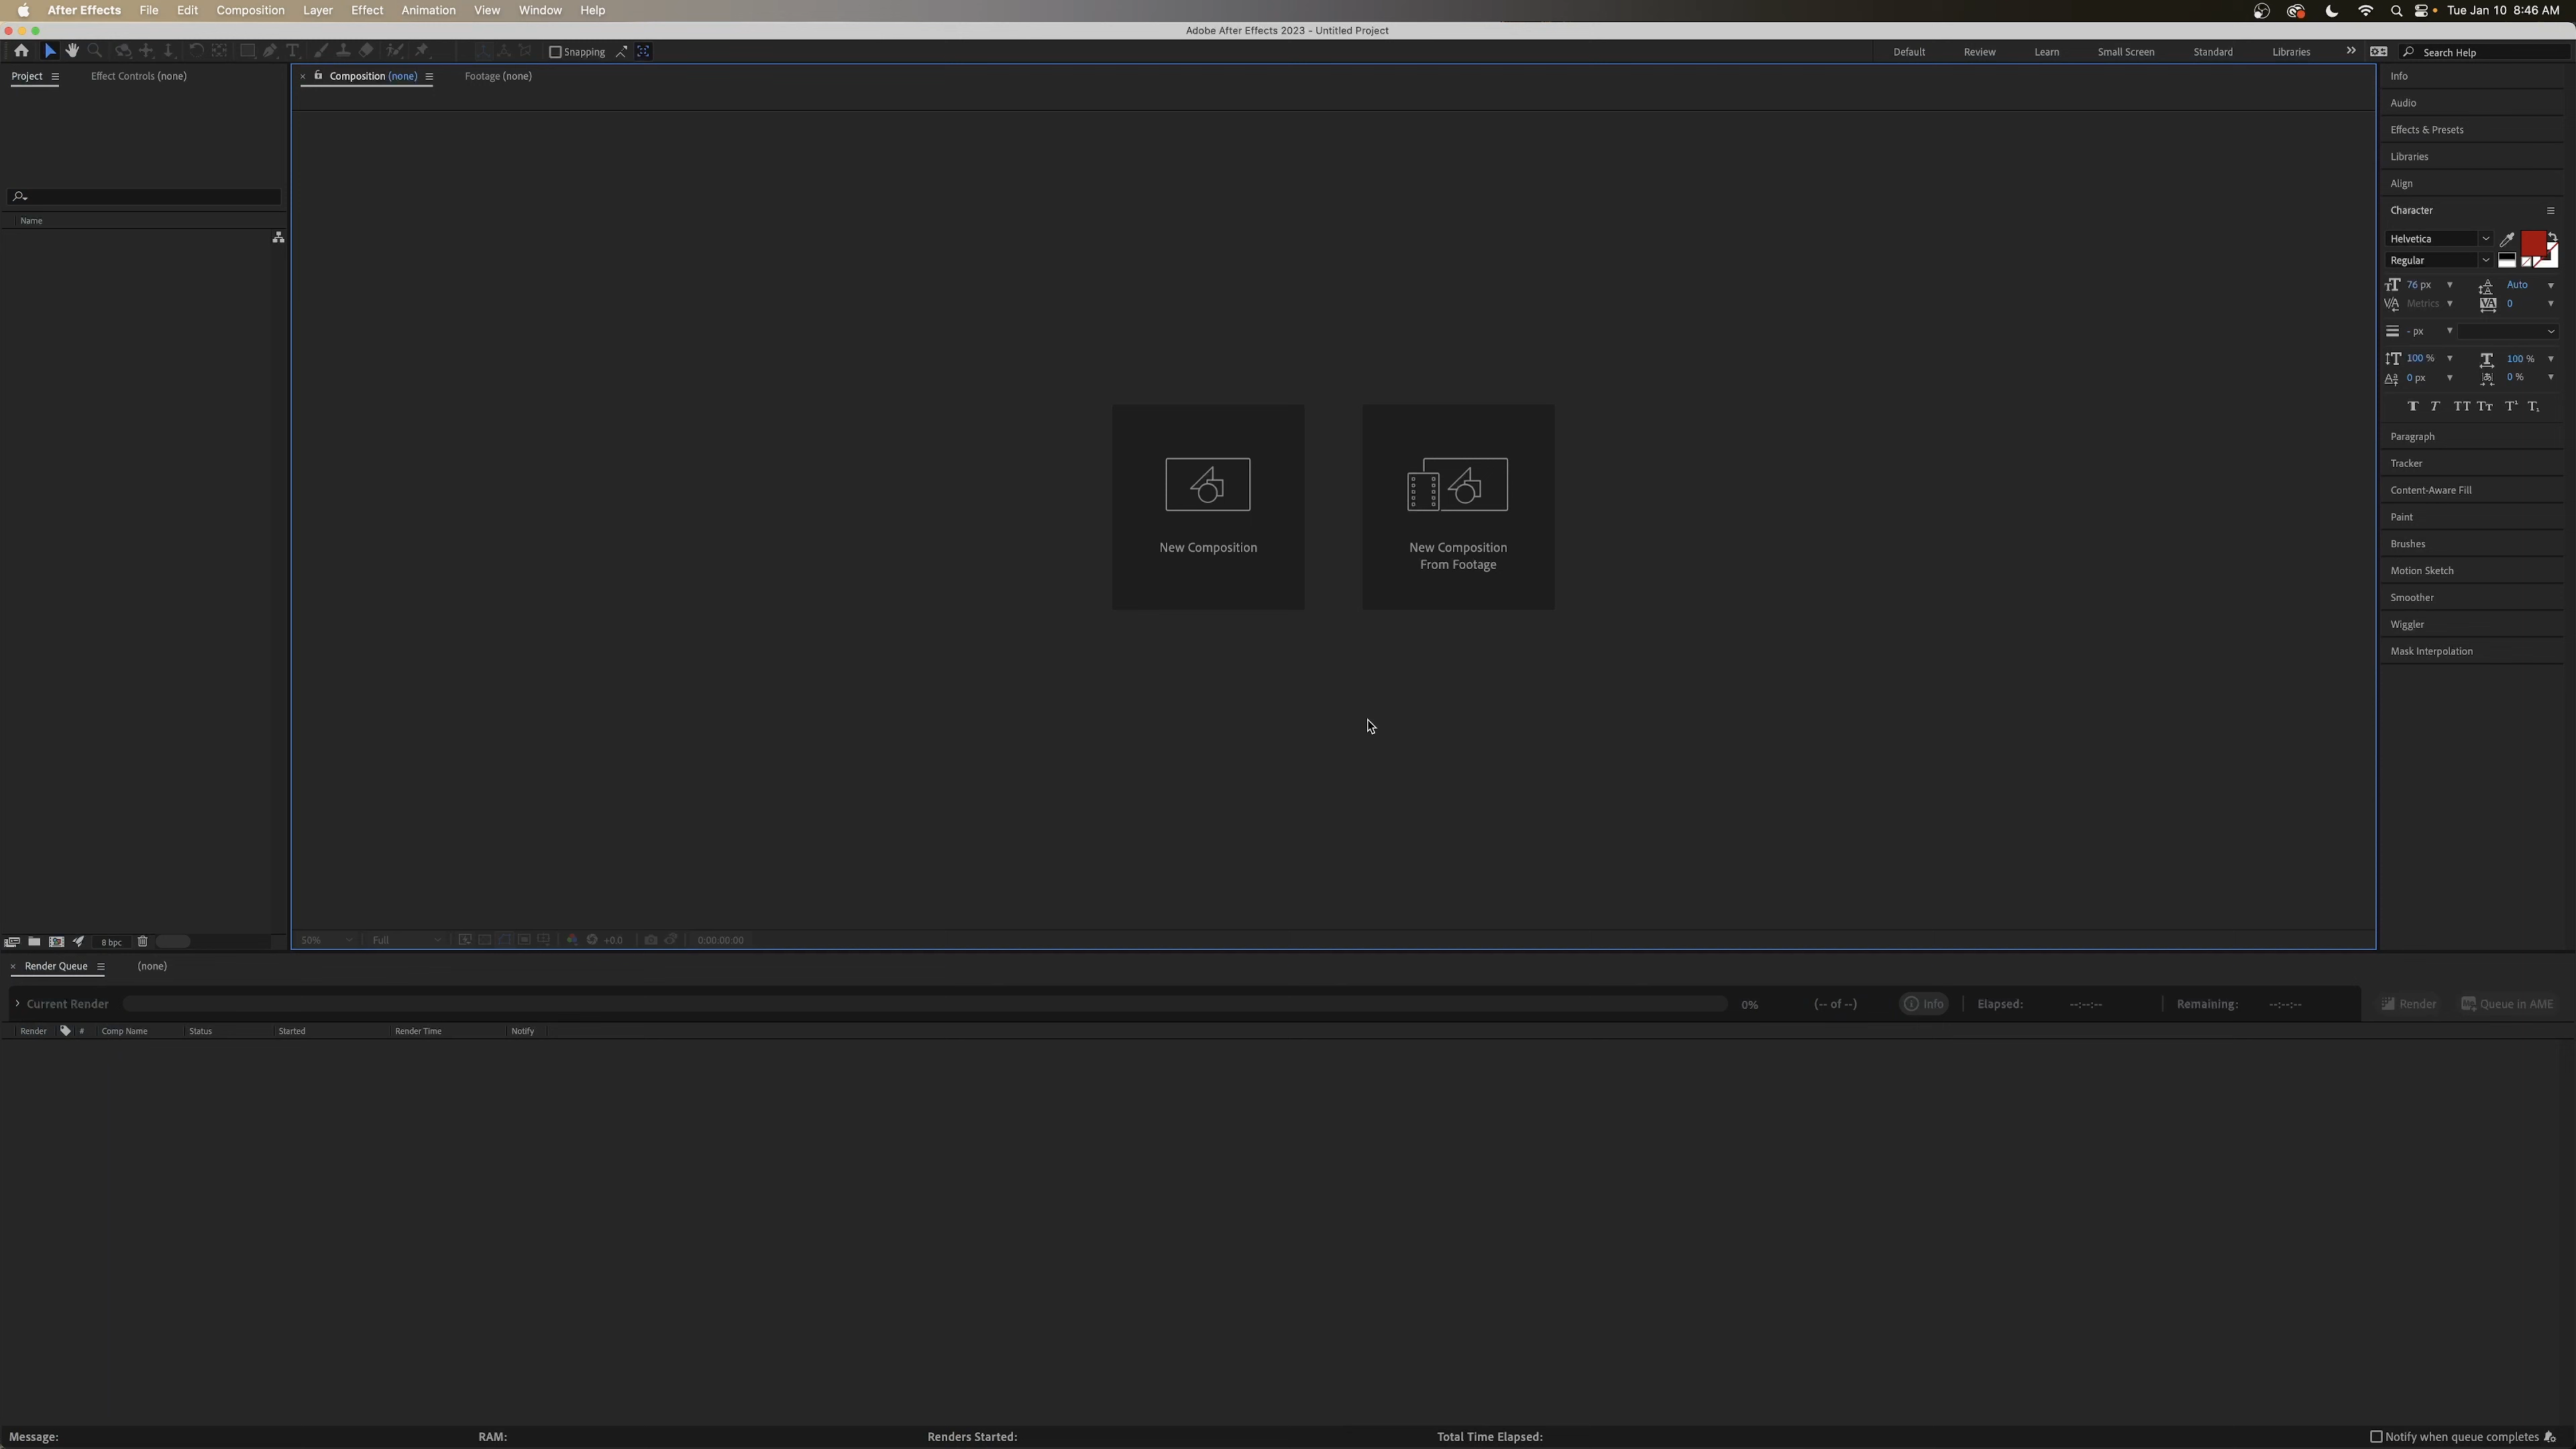 After Effects File Edit Composition Layer Effect Animation View Window Help Tue Jan 10 8:46 AM
Adobe After Effects 2023 - Untitled Project
Snapping Default Review Learn Small Screen Standard Libraries Search Help
Project Effect Controls (none) Composition (none) Footage (none) Info
Audio
Effects & Presets
Libraries
Align
Name
Character
Helvetica
Regular
76 px Auto
Metrics 0
- px
100 % 100 %
0 px 0 %
Paragraph
Tracker
Content-Aware Fill
Paint
Brushes
Motion Sketch
Smoother
Wiggler
Mask Interpolation
New Composition
New Composition
From Footage
8 bpc 50% Full +0.0 0:00:00:00
Render Queue (none)
Current Render 0% (-- of --) Info Elapsed: --:--:-- Remaining: --:--:-- Render Queue in AME
Render # Comp Name Status Started Render Time Notify
Message: RAM: Renders Started: Total Time Elapsed: Notify when queue completes